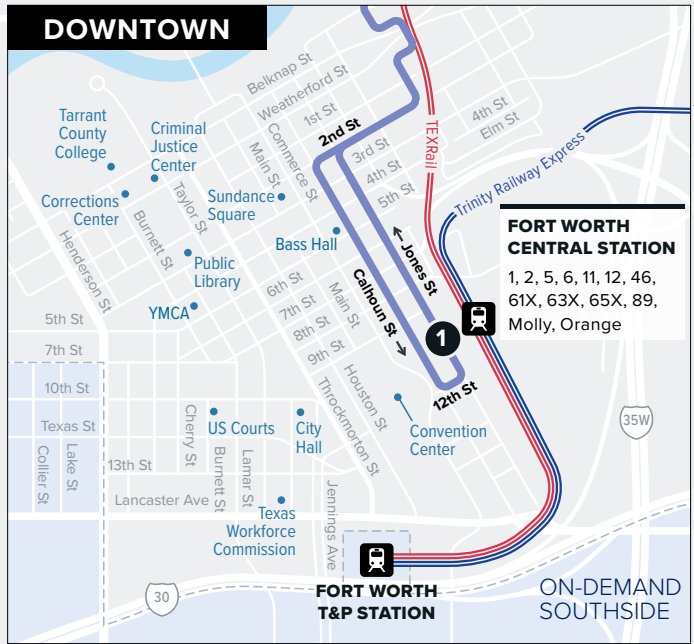 DOWNTOWN
Belknap St
Weatherford St
1st St
2nd St
Commerce St
Main St
3rd St
4th St
5th St
4th St
Elm St
TEXRail
Trinity Railway Express
Tarrant
County
College
Criminal
Justice
Center
Corrections
Center
Taylor St
Burnett St
Henderson St
Sundance
Square
Bass Hall
Public
Library
YMCA
FORT WORTH
CENTRAL STATION
1, 2, 5, 6, 11, 12, 46,
61X, 63X, 65X, 89,
Molly, Orange
Jones St
Calhoun St
1
12th St
6th St
7th St
8th St
9th St
Main St
Houston St
Throckmorton St
5th St
7th St
10th St
Texas St
Collier St
Lake St
Cherry St
Burnett St
Lamar St
13th St
Lancaster Ave
Jennings Ave
US Courts
City
Hall
Convention
Center
Texas
Workforce
Commission
35W
30
FORT WORTH
T&P STATION
ON-DEMAND
SOUTHSIDE